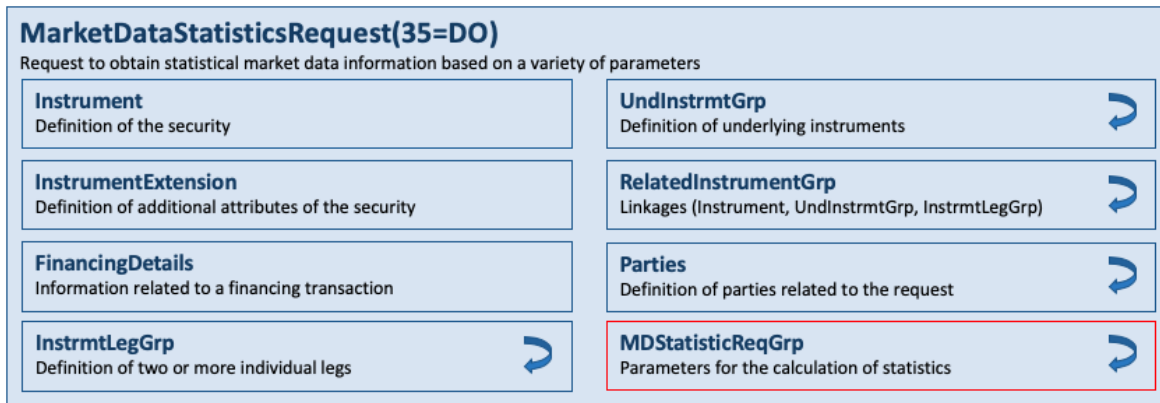 MarketDataStatisticsRequest(35=DO)
Request to obtain statistical market data information based on a variety of parameters
Instrument
Definition of the security
InstrumentExtension
Definition of additional attributes of the security
FinancingDetails
Information related to a financing transaction
InstrmtLegGrp
Definition of two or more individual legs
UndInstrmtGrp
Definition of underlying instruments
RelatedInstrumentGrp
Linkages (Instrument, UndInstrmtGrp, InstrmtLegGrp)
Parties
Definition of parties related to the request
MDStatisticReqGrp
Parameters for the calculation of statistics